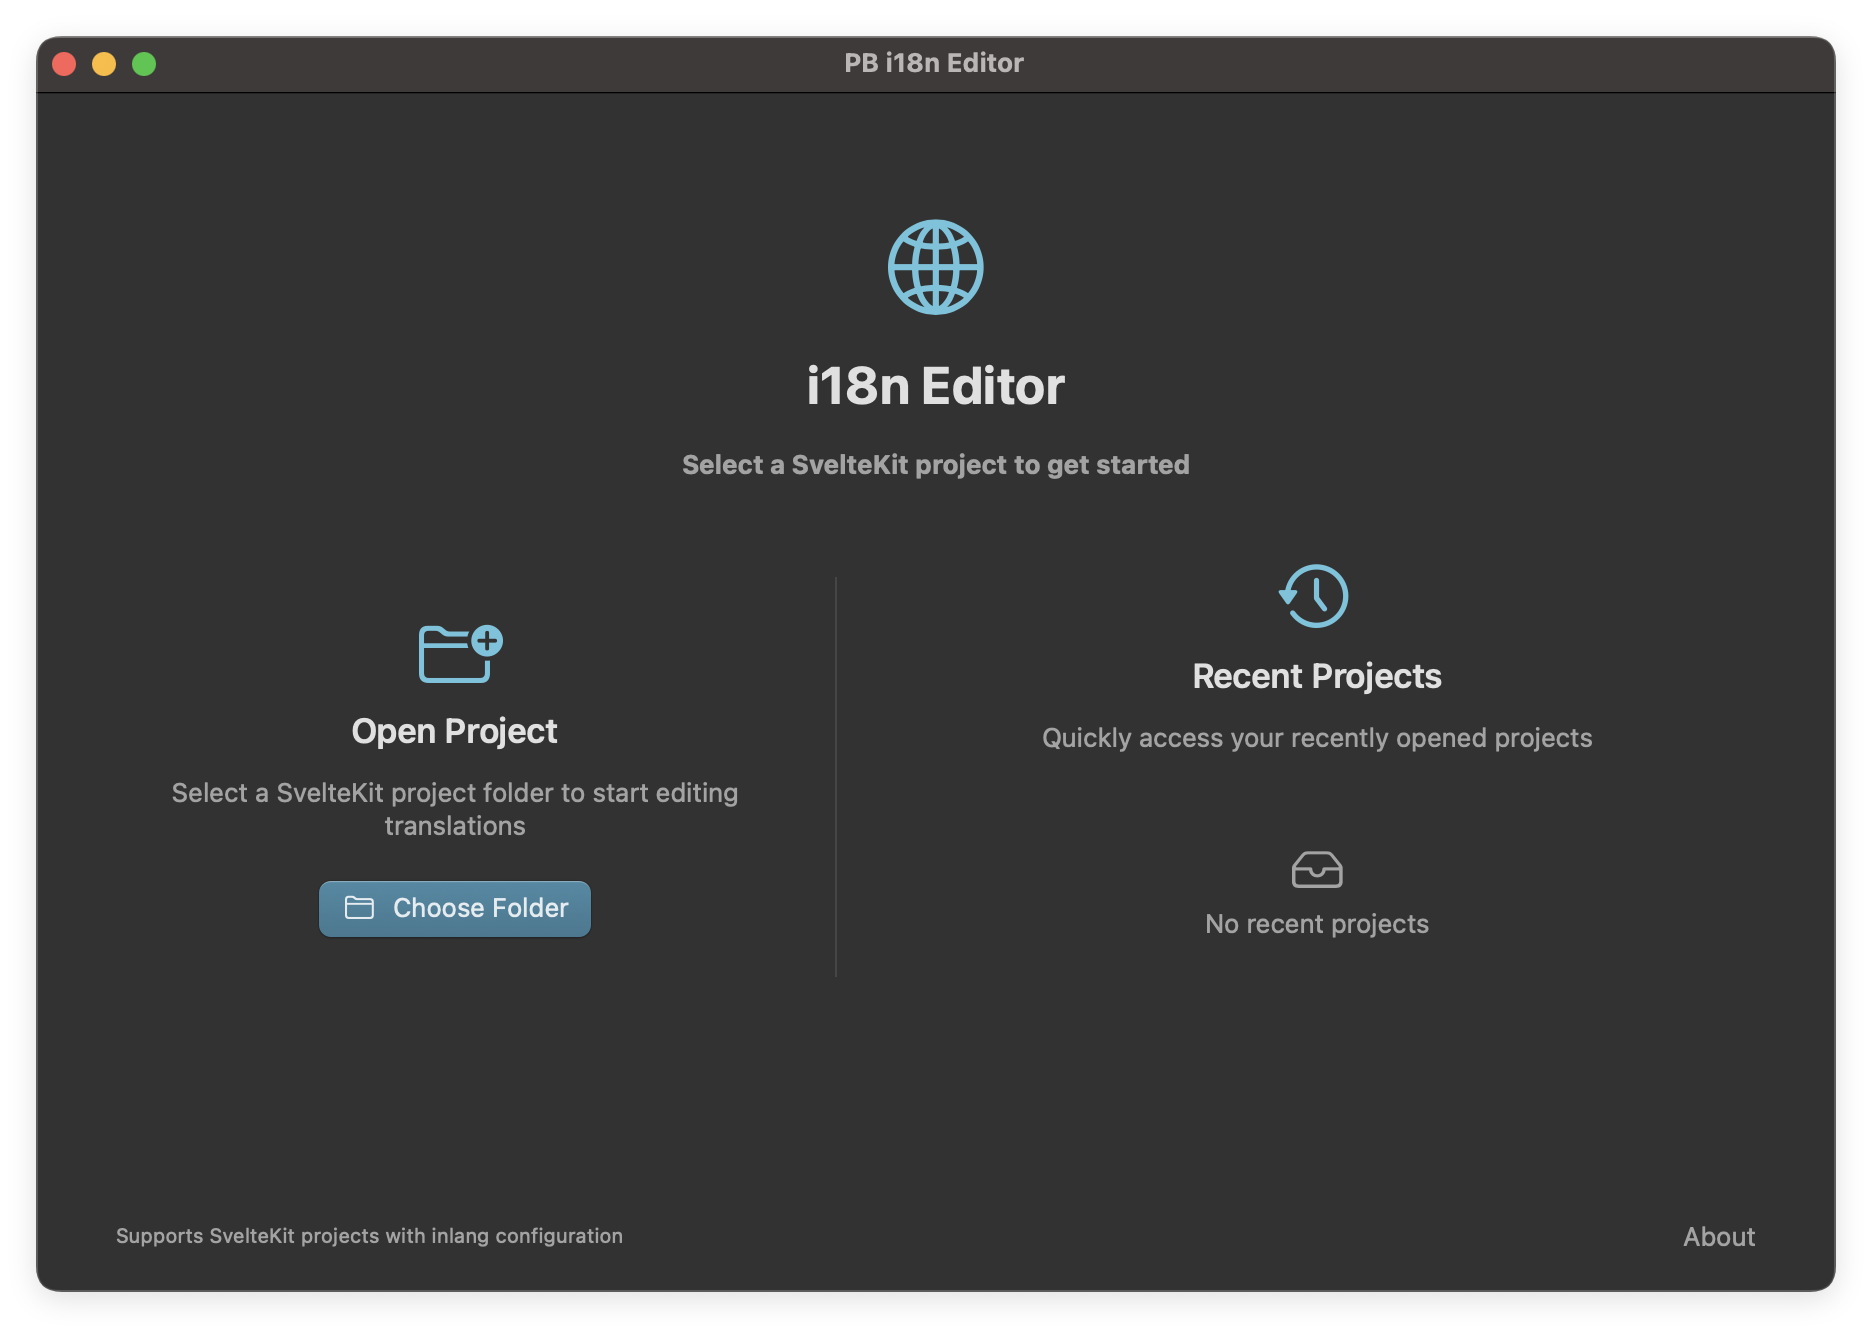 PB i18n Editor
i18n Editor
Select a SvelteKit project to get started
Open Project
Select a SvelteKit project folder to start editing
translations
Choose Folder
Recent Projects
Quickly access your recently opened projects
No recent projects
Supports SvelteKit projects with inlang configuration
About